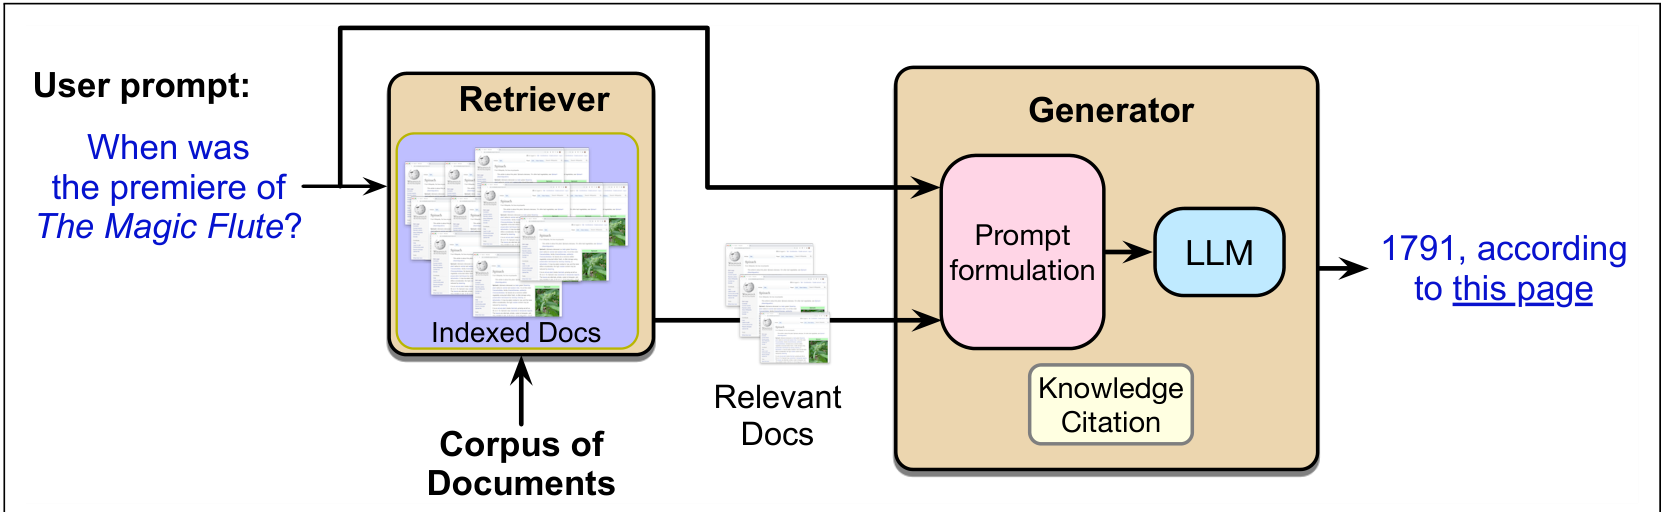 User prompt:
When was
the premiere of
The Magic Flute?
Retriever
Indexed Docs
Corpus of
Documents
Relevant
Docs
Generator
Prompt
formulation
LLM
Knowledge
Citation
1791, according
to this page